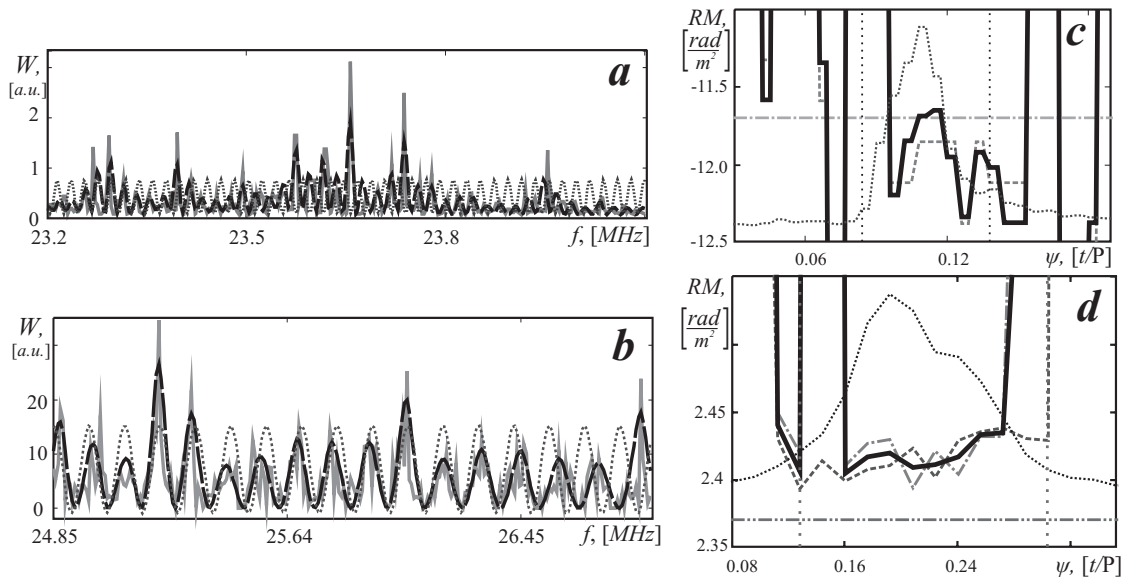 W,
[a.u.]
a
2
1
0
23.2
23.5
23.8
f, [MHz]
W,
[a.u.]
b
20
10
0
24.85
25.64
26.45
f, [MHz]
RM,
[rad/m²]
c
-11.5
-12.0
-12.5
0.06
0.12
ψ, [t/P]
RM,
[rad/m²]
d
2.45
2.4
2.35
0.08
0.16
0.24
ψ, [t/P]